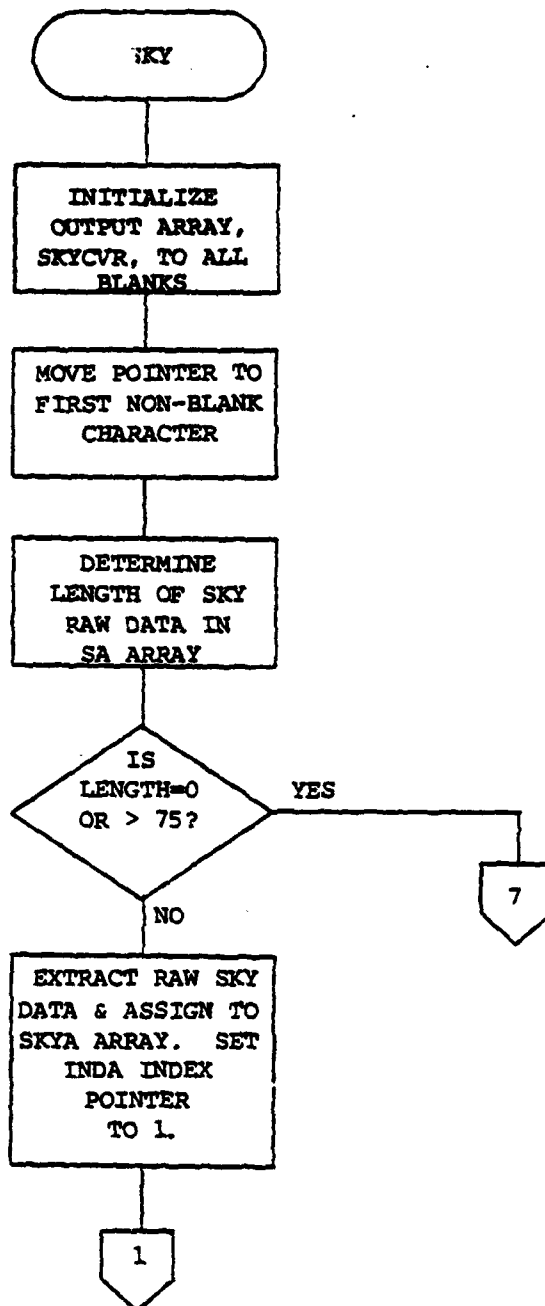 SKY
INITIALIZE
OUTPUT ARRAY,
SKYCVR, TO ALL
BLANKS
MOVE POINTER TO
FIRST NON-BLANK
CHARACTER
DETERMINE
LENGTH OF SKY
RAW DATA IN
SA ARRAY
IS
LENGTH=0
OR > 75?
YES
7
NO
EXTRACT RAW SKY
DATA & ASSIGN TO
SKYA ARRAY. SET
INDA INDEX
POINTER
TO 1.
1